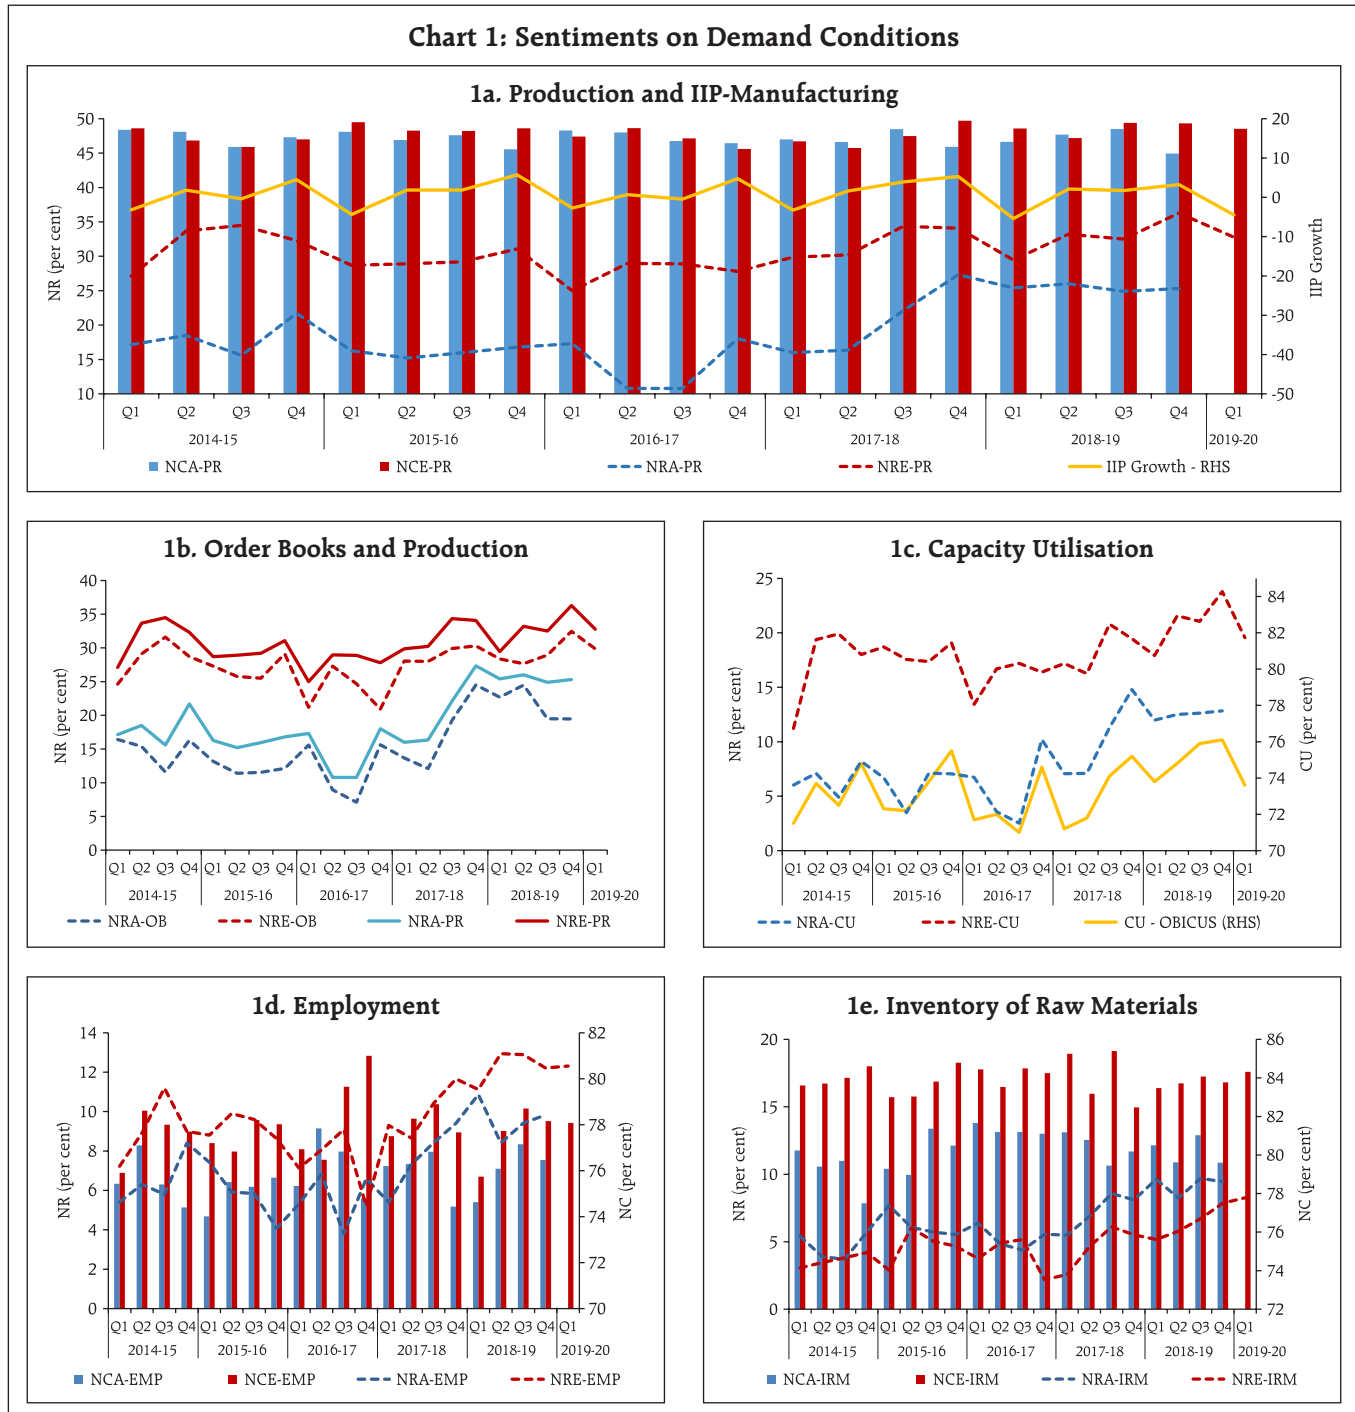 Chart 1: Sentiments on Demand Conditions
1a. Production and IIP-Manufacturing
NR (per cent)
50
45
40
35
30
25
20
15
10
20
10
0
-10
-20
-30
-40
-50
IIP Growth
Q1 Q2 Q3 Q4 Q1 Q2 Q3 Q4 Q1 Q2 Q3 Q4 Q1 Q2 Q3 Q4 Q1 Q2 Q3 Q4 Q1
2014-15 2015-16 2016-17 2017-18 2018-19 2019-20
NCA-PR NCE-PR NRA-PR NRE-PR IIP Growth - RHS
1b. Order Books and Production
NR (per cent)
40
35
30
25
20
15
10
5
0
Q1 Q2 Q3 Q4 Q1 Q2 Q3 Q4 Q1 Q2 Q3 Q4 Q1 Q2 Q3 Q4 Q1 Q2 Q3 Q4 Q1
2014-15 2015-16 2016-17 2017-18 2018-19 2019-20
NRA-OB NRE-OB NRA-PR NRE-PR
1c. Capacity Utilisation
NR (per cent)
25
20
15
10
5
0
84
82
80
78
76
74
72
70
CU (per cent)
Q1 Q2 Q3 Q4 Q1 Q2 Q3 Q4 Q1 Q2 Q3 Q4 Q1 Q2 Q3 Q4 Q1 Q2 Q3 Q4 Q1
2014-15 2015-16 2016-17 2017-18 2018-19 2019-20
NRA-CU NRE-CU CU - OBICUS (RHS)
1d. Employment
NR (per cent)
14
12
10
8
6
4
2
0
82
80
78
76
74
72
70
NC (per cent)
Q1 Q2 Q3 Q4 Q1 Q2 Q3 Q4 Q1 Q2 Q3 Q4 Q1 Q2 Q3 Q4 Q1 Q2 Q3 Q4 Q1
2014-15 2015-16 2016-17 2017-18 2018-19 2019-20
NCA-EMP NCE-EMP NRA-EMP NRE-EMP
1e. Inventory of Raw Materials
NR (per cent)
20
15
10
5
0
86
84
82
80
78
76
74
72
NC (per cent)
Q1 Q2 Q3 Q4 Q1 Q2 Q3 Q4 Q1 Q2 Q3 Q4 Q1 Q2 Q3 Q4 Q1 Q2 Q3 Q4 Q1
2014-15 2015-16 2016-17 2017-18 2018-19 2019-20
NCA-IRM NCE-IRM NRA-IRM NRE-IRM